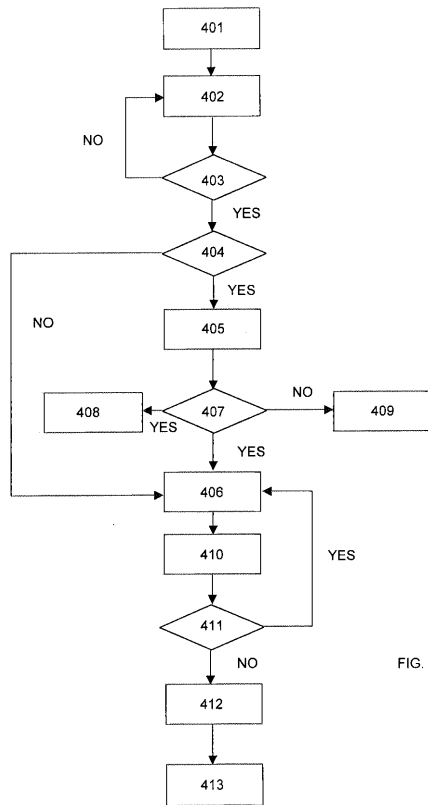 401
402
NO
403
YES
404
YES
NO
405
NO
408
YES
407
409
YES
406
410
YES
411
NO
FIG.
412
413